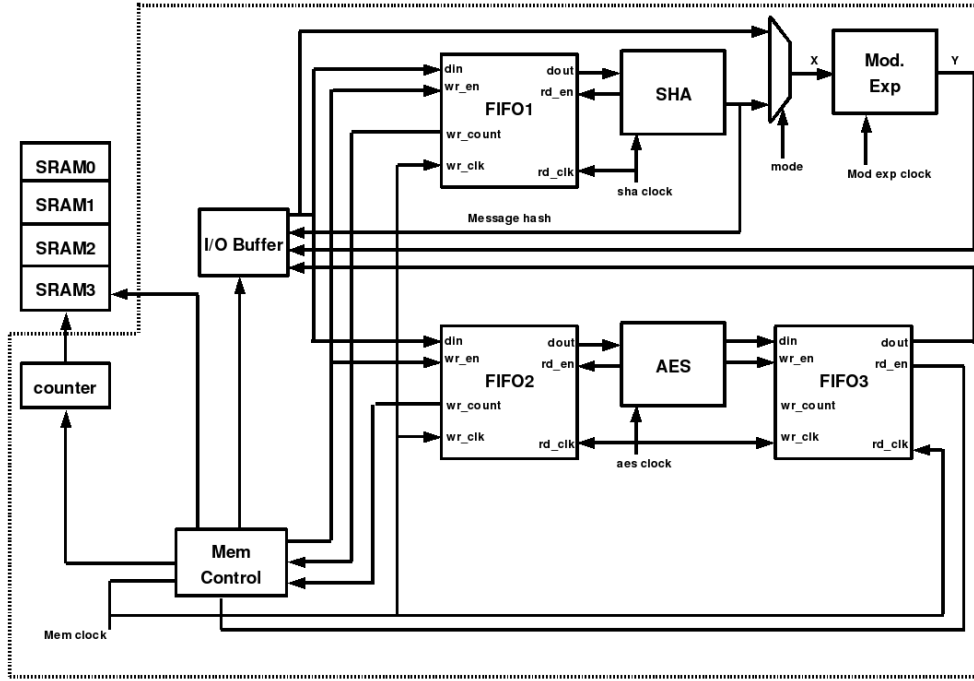 din
wr_en
FIFO1
wr_count
wr_clk
dout
rd_en
rd_clk
SHA
sha clock
X
Mod.
Exp
Y
mode
Mod exp clock
SRAM0
SRAM1
SRAM2
SRAM3
Message hash
I/O Buffer
counter
din
wr_en
FIFO2
wr_count
wr_clk
dout
rd_en
rd_clk
AES
aes clock
din
wr_en
FIFO3
wr_count
wr_clk
dout
rd_en
rd_clk
Mem
Control
Mem clock